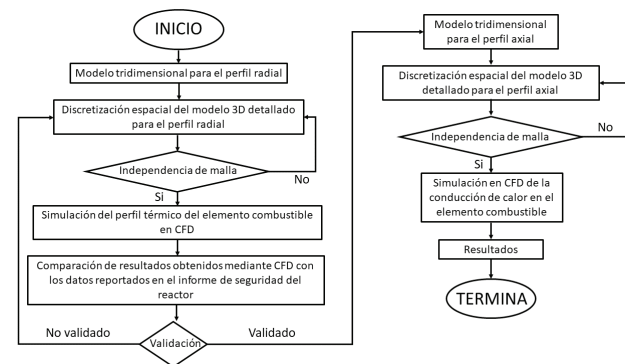 INICIO
Modelo tridimensional para el perfil radial
Discretización espacial del modelo 3D detallado
para el perfil radial
Independencia de malla
No
Si
Simulación del perfil térmico del elemento combustible
en CFD
Comparación de resultados obtenidos mediante CFD con
los datos reportados en el informe de seguridad del
reactor
No validado
Validación
Validado
Modelo tridimensional
para el perfil axial
Discretización espacial del modelo 3D
detallado para el perfil axial
Independencia de malla
No
Si
Simulación en CFD de la
conducción de calor en el
elemento combustible
Resultados
TERMINA